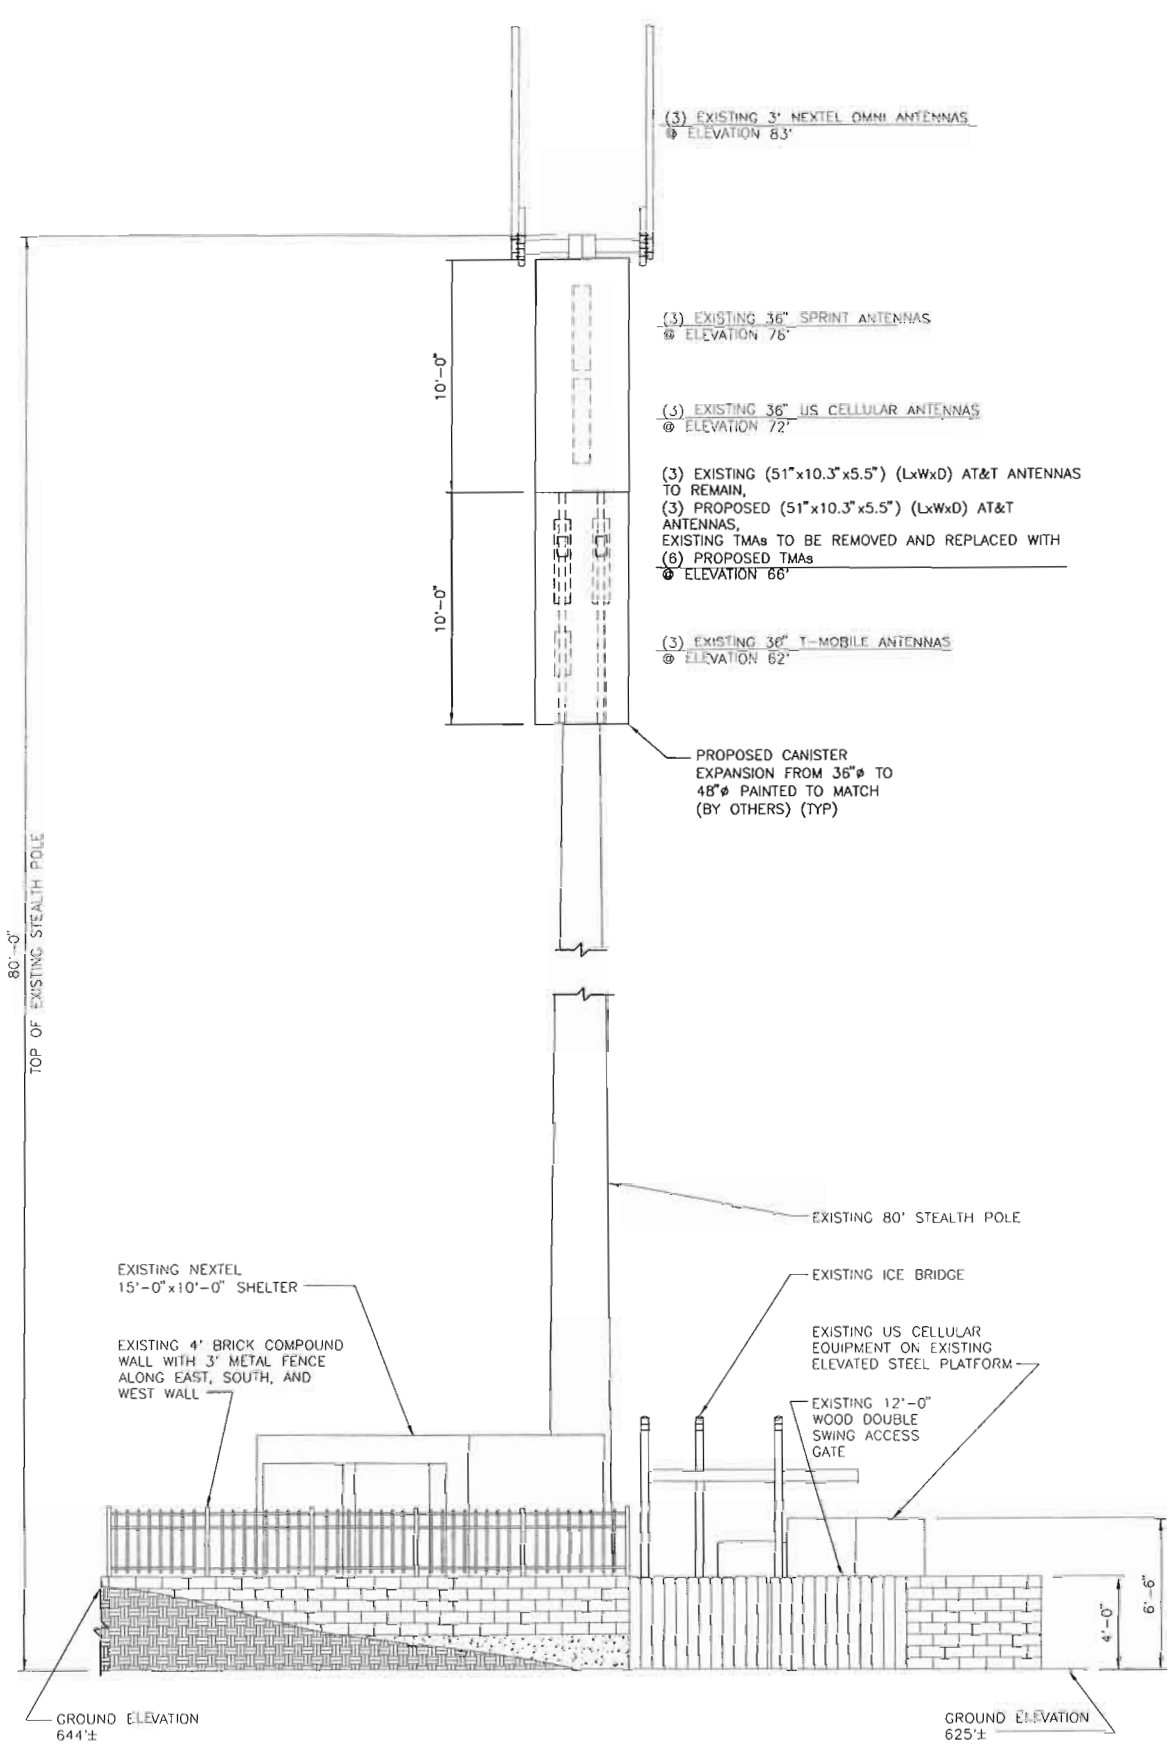 (3) EXISTING 3' NEXTEL OMNI ANTENNAS
@ ELEVATION 83'
(3) EXISTING 36" SPRINT ANTENNAS
@ ELEVATION 76'
10'-0"
(3) EXISTING 36" US CELLULAR ANTENNAS
@ ELEVATION 72'
(3) EXISTING (51"x10.3"x5.5") (LxWxD) AT&T ANTENNAS
TO REMAIN,
(3) PROPOSED (51"x10.3"x5.5") (LxWxD) AT&T
ANTENNAS,
EXISTING TMAs TO BE REMOVED AND REPLACED WITH
(6) PROPOSED TMAs
@ ELEVATION 66'
10'-0"
(3) EXISTING 36" T-MOBILE ANTENNAS
@ ELEVATION 62'
PROPOSED CANISTER
EXPANSION FROM 36"ø TO
48"ø PAINTED TO MATCH
(BY OTHERS) (TYP)
80'-0"
TOP OF EXISTING STEALTH POLE
EXISTING 80' STEALTH POLE
EXISTING NEXTEL
15'-0"x10'-0" SHELTER
EXISTING ICE BRIDGE
EXISTING 4' BRICK COMPOUND
WALL WITH 3' METAL FENCE
ALONG EAST, SOUTH, AND
WEST WALL
EXISTING US CELLULAR
EQUIPMENT ON EXISTING
ELEVATED STEEL PLATFORM
EXISTING 12'-0"
WOOD DOUBLE
SWING ACCESS
GATE
4'-0"
6'-6"
GROUND ELEVATION
644'±
GROUND ELEVATION
625'±